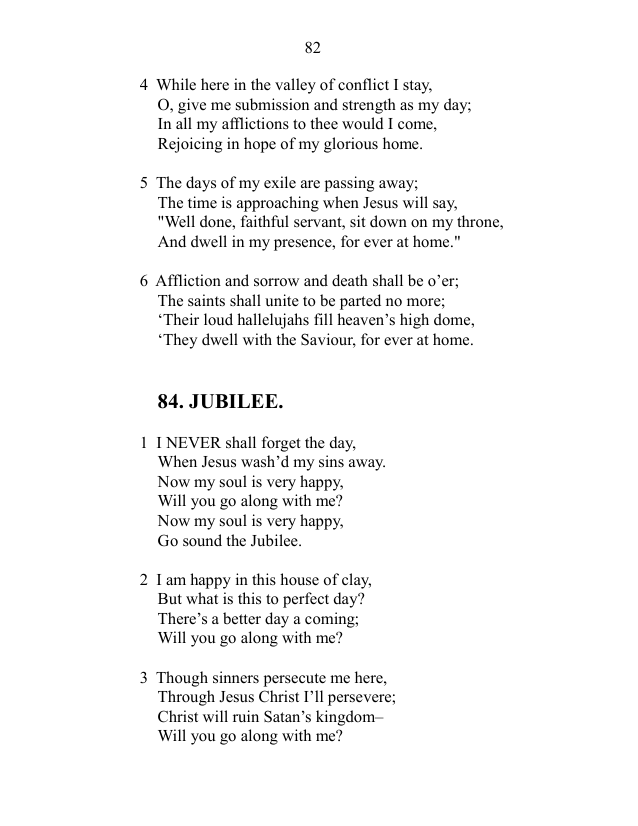 82
4 While here in the valley of conflict I stay,
O, give me submission and strength as my day;
In all my afflictions to thee would I come,
Rejoicing in hope of my glorious home.
5 The days of my exile are passing away;
The time is approaching when Jesus will say,
"Well done, faithful servant, sit down on my throne,
And dwell in my presence, for ever at home."
6 Affliction and sorrow and death shall be o’er;
The saints shall unite to be parted no more;
‘Their loud hallelujahs fill heaven’s high dome,
‘They dwell with the Saviour, for ever at home.
84. JUBILEE.
1 I NEVER shall forget the day,
When Jesus wash’d my sins away.
Now my soul is very happy,
Will you go along with me?
Now my soul is very happy,
Go sound the Jubilee.
2 I am happy in this house of clay,
But what is this to perfect day?
There’s a better day a coming;
Will you go along with me?
3 Though sinners persecute me here,
Through Jesus Christ I’ll persevere;
Christ will ruin Satan’s kingdom–
Will you go along with me?